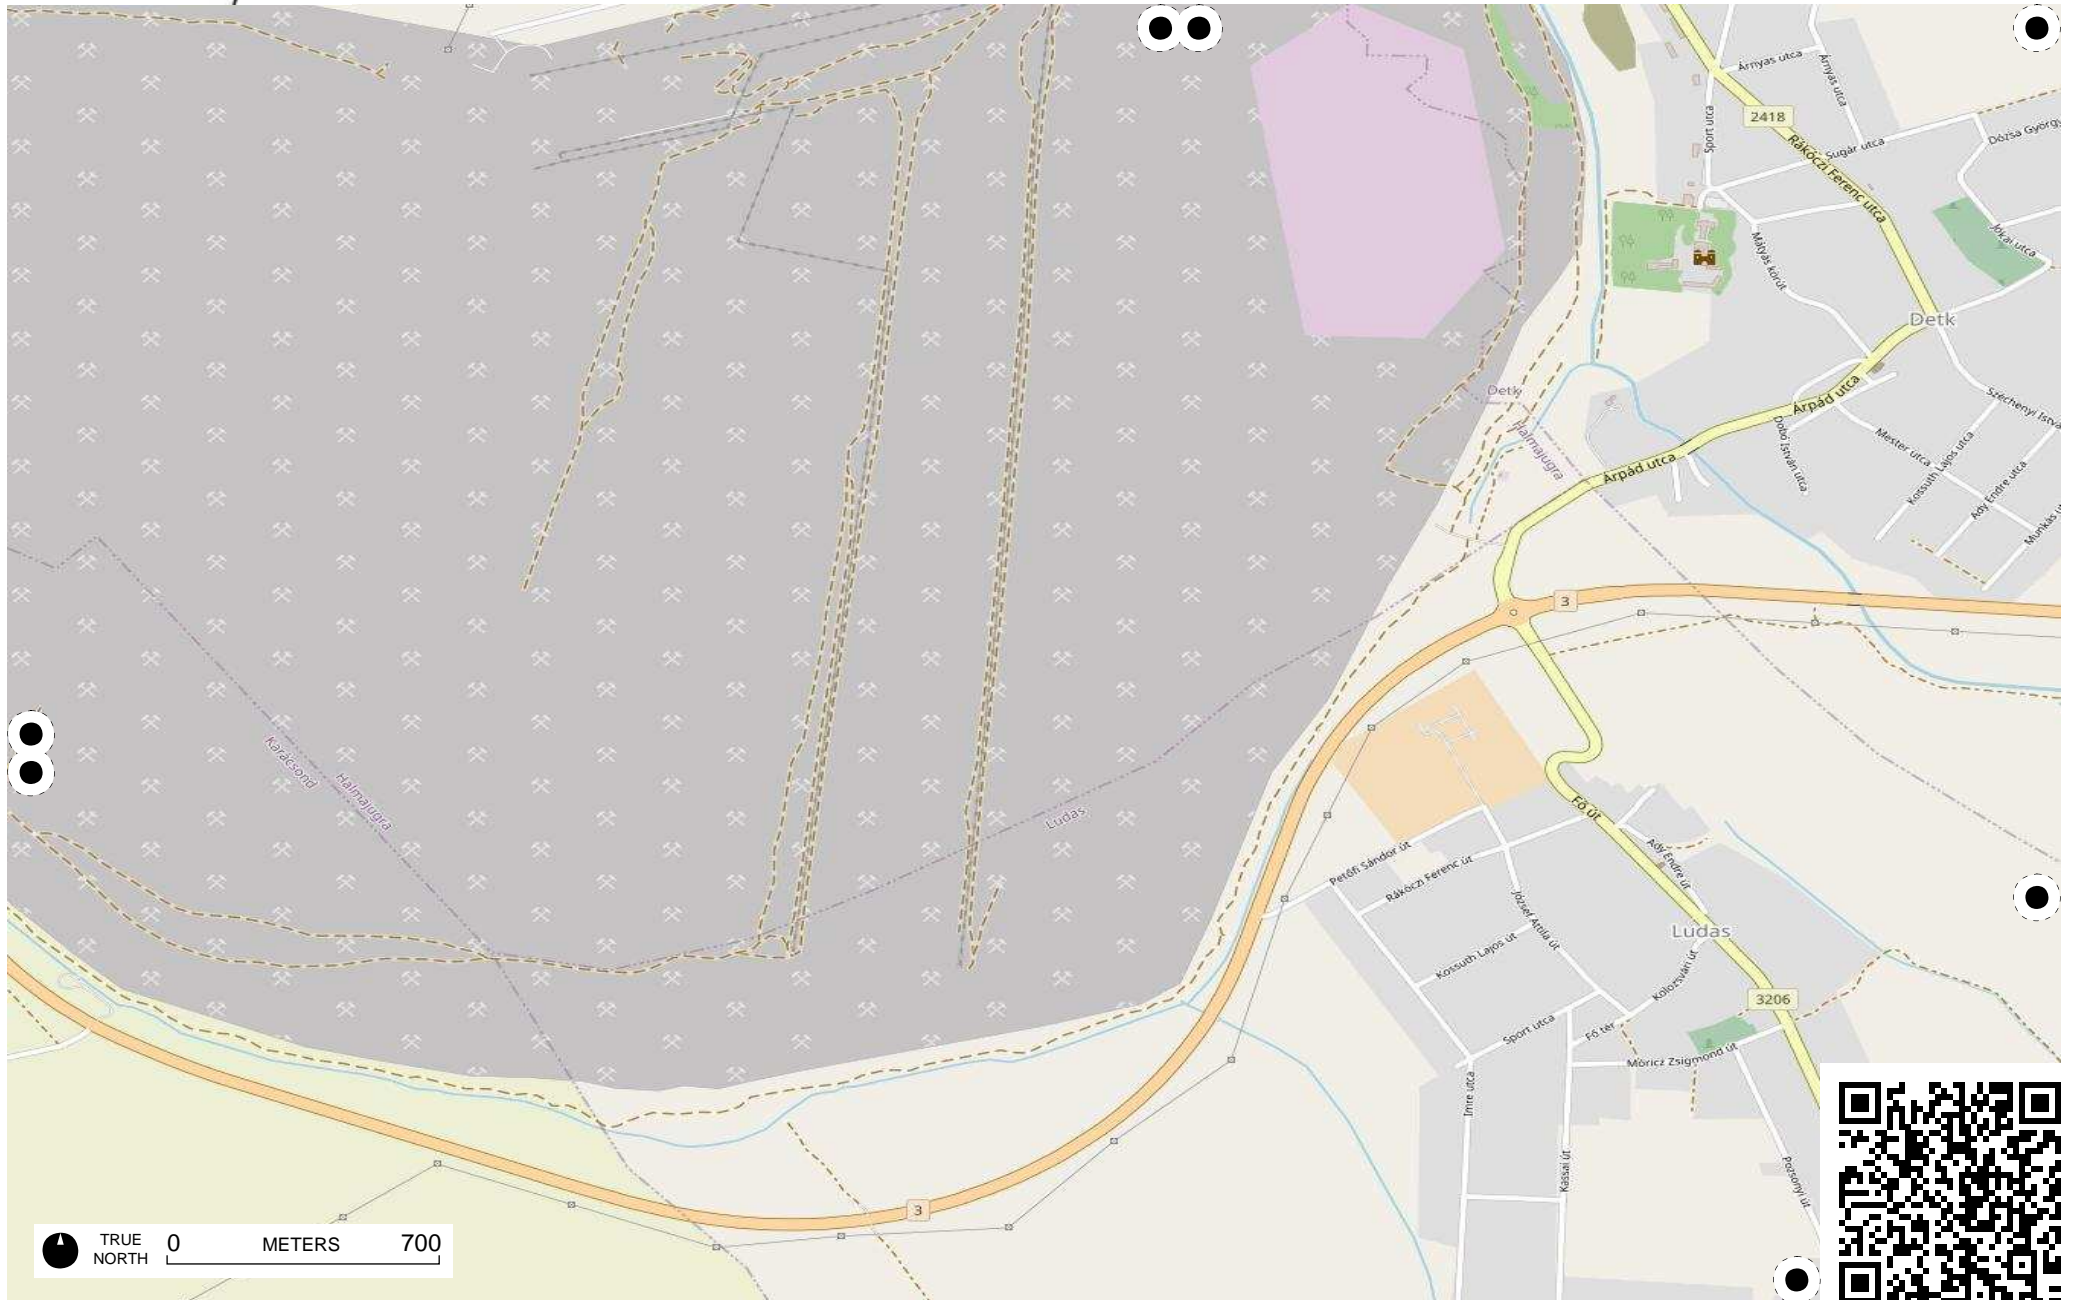 Árnyas utca
Árnyas utca
2418
Sport utca
Rákóczi Ferenc utca
Sugár utca
Dózsa György
Mátyás körút
Jókai utca
Detk
Detk
Halmajugra
Árpád utca
Árpád utca
Dobó István utca
Mester utca
Széchenyi Istvá
Kossuth Lajos utca
Ady Endre utca
Munkás u
3
Karácsond
Halmajugra
Ludas
Fő út
Petőfi Sándor út
Rákóczi Ferenc út
Ady Endre út
József Attila út
Ludas
Kossuth Lajos út
Kolozsvári út
3206
Sport utca
Fő tér
Móricz Zsigmond út
Imre utca
Kassai út
Pozsonyi út
3
TRUE
NORTH
0 METERS 700